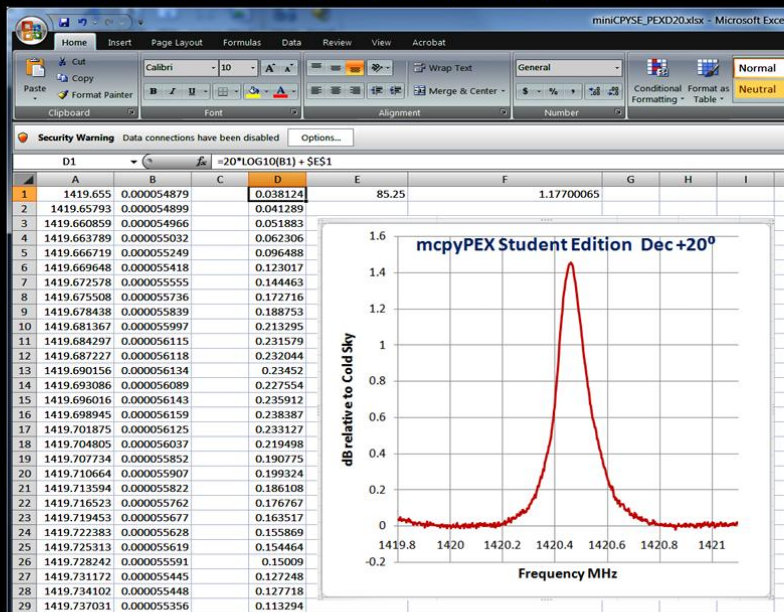 miniCPYSE_PEXD20.xlsx - Microsoft Exce
Home Insert Page Layout Formulas Data Review View Acrobat
Cut
Copy
Format Painter
Paste
Calibri 10 A A
Wrap Text
General
Normal
B I U A
Merge & Center
$ % ,
Conditional Formatting
Format as Table
Neutral
Clipboard Font Alignment Number
Security Warning Data connections have been disabled Options...
D1 fx =20*LOG10(B1) + $E$1
A B C D E F G H I
1 1419.655 0.000054879 0.038124 85.25 1.17700065
2 1419.65793 0.000054899 0.041289
3 1419.660859 0.000054966 0.051883
4 1419.663789 0.000055032 0.062306
5 1419.666719 0.000055249 0.096488
6 1419.669648 0.000055418 0.123017
7 1419.672578 0.000055555 0.144463
8 1419.675508 0.000055736 0.172716
9 1419.678438 0.000055839 0.188753
10 1419.681367 0.000055997 0.213295
11 1419.684297 0.000056115 0.231579
12 1419.687227 0.000056118 0.232044
13 1419.690156 0.000056134 0.23452
14 1419.693086 0.000056089 0.227554
15 1419.696016 0.000056143 0.235912
16 1419.698945 0.000056159 0.238387
17 1419.701875 0.000056125 0.233127
18 1419.704805 0.000056037 0.219498
19 1419.707734 0.000055852 0.190775
20 1419.710664 0.000055907 0.199324
21 1419.713594 0.000055822 0.186108
22 1419.716523 0.000055762 0.176767
23 1419.719453 0.000055677 0.163517
24 1419.722383 0.000055628 0.155869
25 1419.725313 0.000055619 0.154464
26 1419.728242 0.000055591 0.15009
27 1419.731172 0.000055445 0.127248
28 1419.734102 0.000055448 0.127718
29 1419.737031 0.000055356 0.113294
mcpyPEX Student Edition Dec +20⁰
dB relative to Cold Sky
1.6
1.4
1.2
1
0.8
0.6
0.4
0.2
0
-0.2
1419.8 1420 1420.2 1420.4 1420.6 1420.8 1421
Frequency MHz